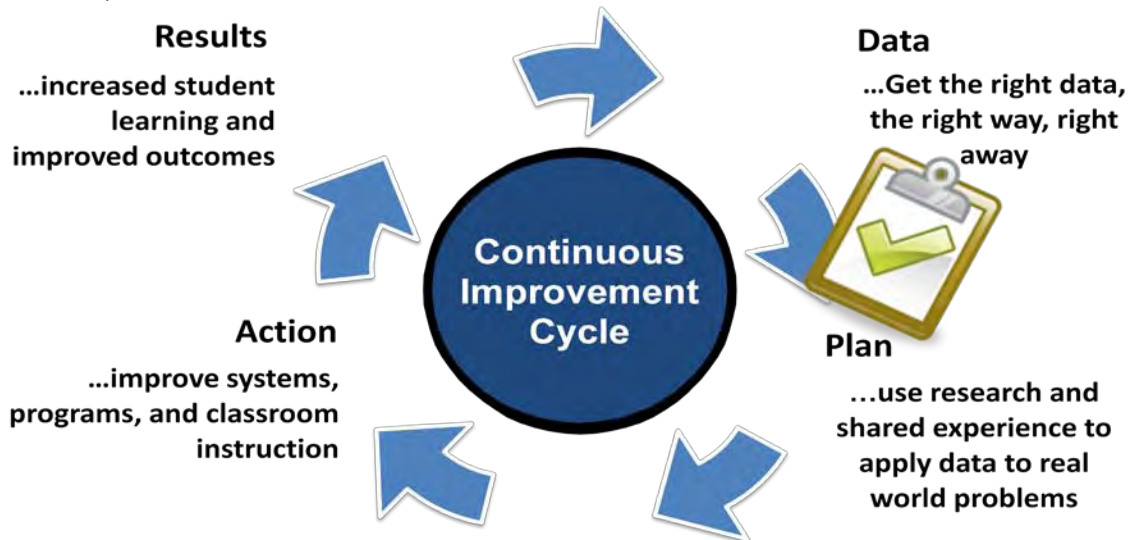 Results
...increased student
learning and
improved outcomes
Data
...Get the right data,
the right way, right
away
Continuous
Improvement
Cycle
Action
...improve systems,
programs, and classroom
instruction
Plan
...use research and
shared experience to
apply data to real
world problems